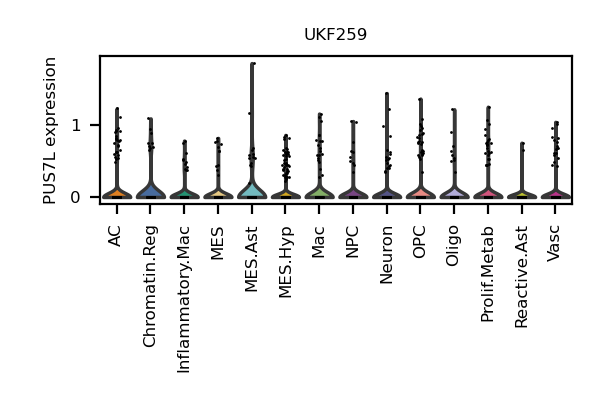 UKF259
PUS7L expression
1
0
AC
Chromatin.Reg
Inflammatory.Mac
MES
MES.Ast
MES.Hyp
Mac
NPC
Neuron
OPC
Oligo
Prolif.Metab
Reactive.Ast
Vasc